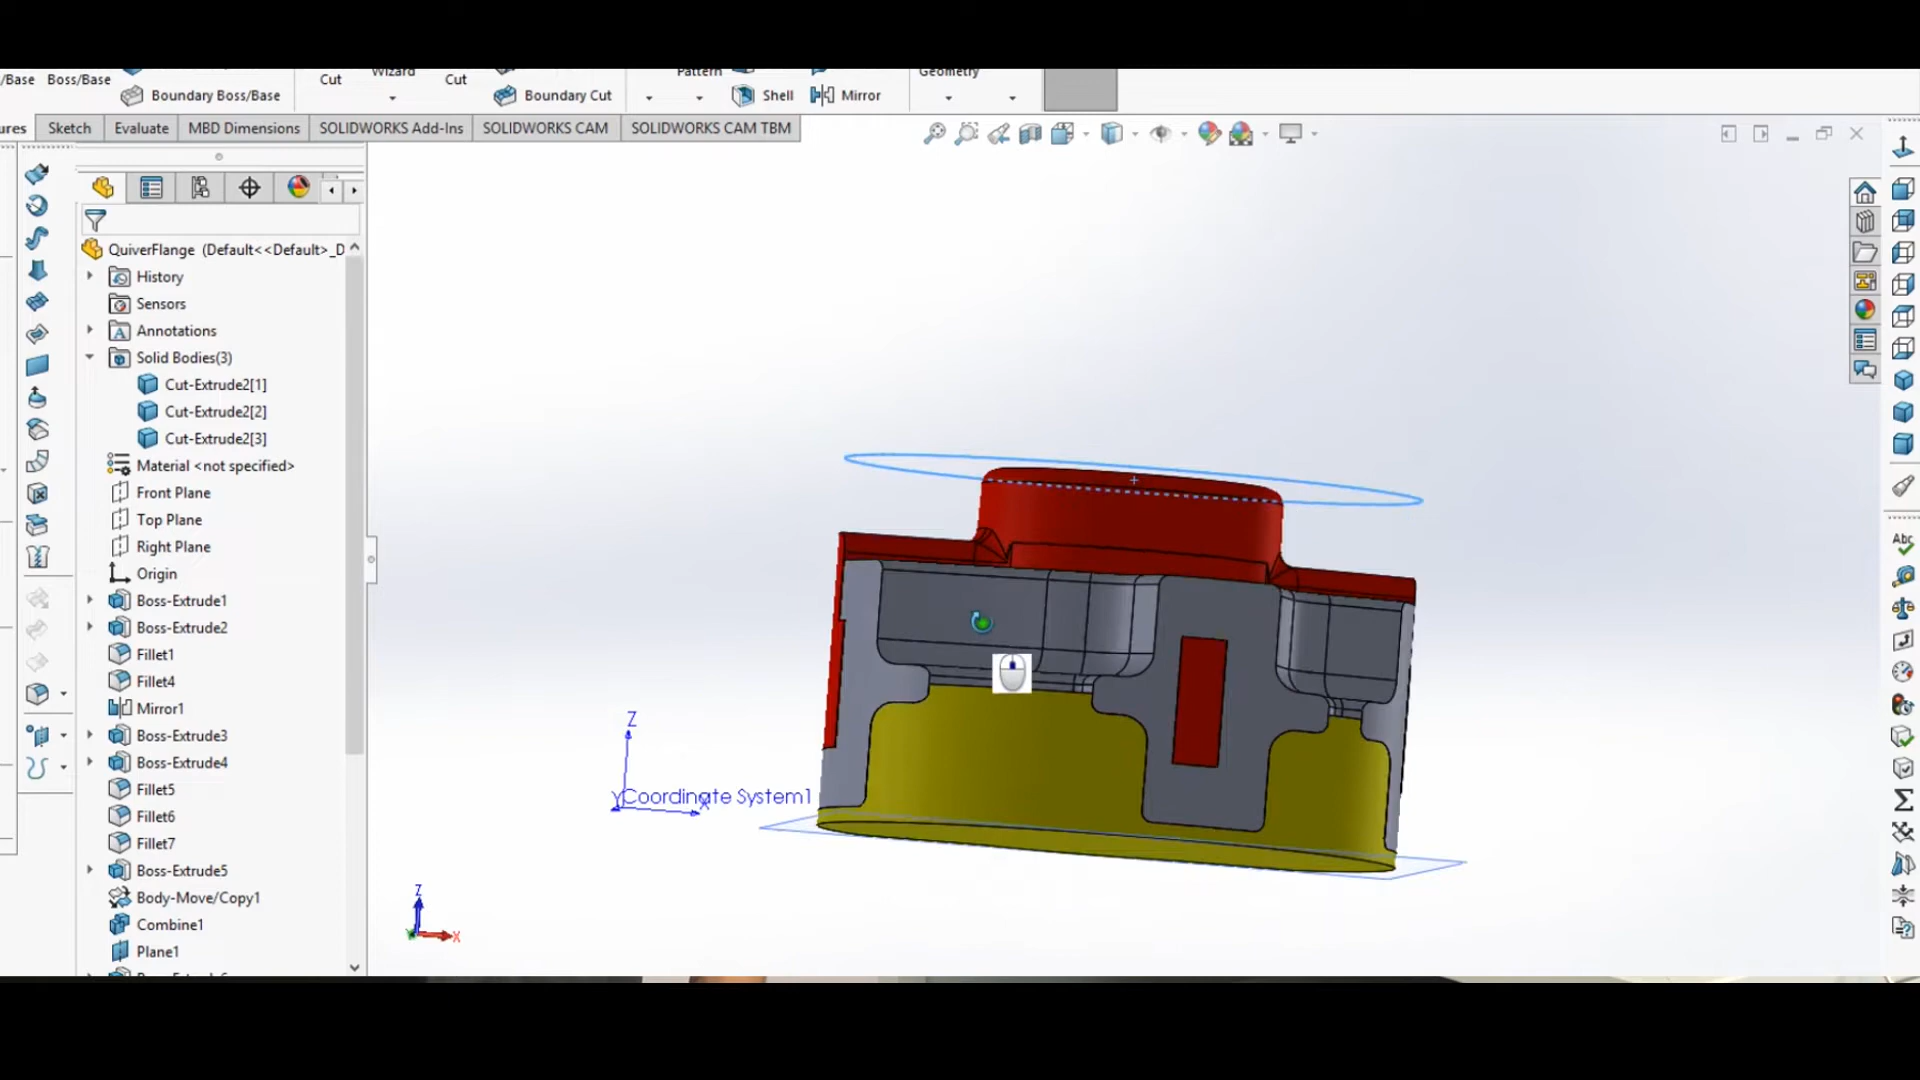 /Base Boss/Base
Boundary Boss/Base
Cut
Wizard
Cut
Boundary Cut
Pattern
Shell
Mirror
Geometry
ures Sketch Evaluate MBD Dimensions SOLIDWORKS Add-Ins SOLIDWORKS CAM SOLIDWORKS CAM TBM
QuiverFlange (Default<<Default>_D
History
Sensors
A Annotations
Solid Bodies(3)
Cut-Extrude2[1]
Cut-Extrude2[2]
Cut-Extrude2[3]
Material <not specified>
Front Plane
Top Plane
Right Plane
Origin
Boss-Extrude1
Boss-Extrude2
Fillet1
Fillet4
Mirror1
Boss-Extrude3
Boss-Extrude4
Fillet5
Fillet6
Fillet7
Boss-Extrude5
Body-Move/Copy1
Combine1
Plane1
Z
Y
X
Coordinate System1
Z
X
Abc